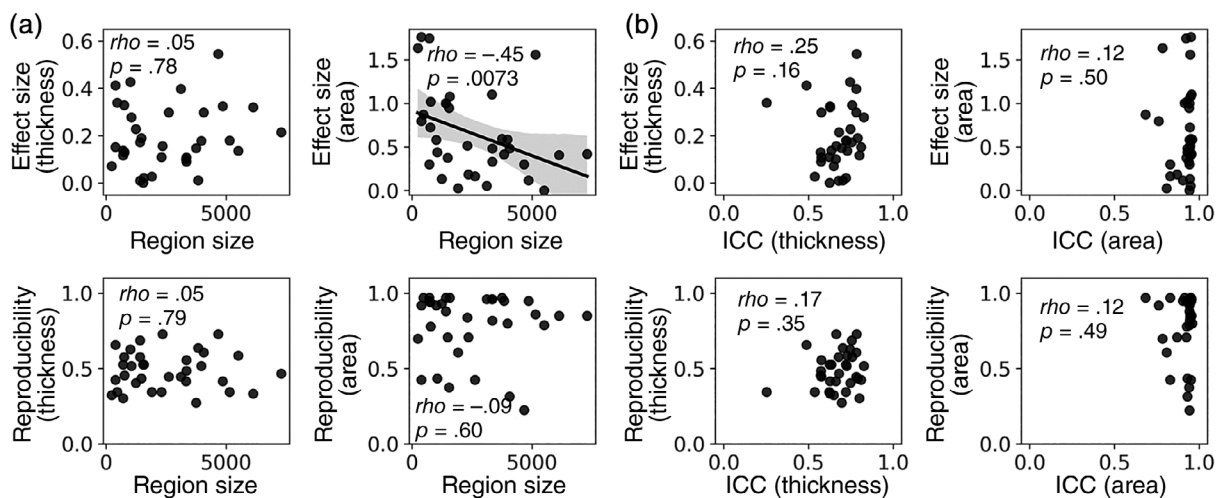 (a)
0.6
0.4
0.2
0.0
Effect size
(thickness)
rho = .05
p = .78
0
5000
Region size
1.5
1.0
0.5
0
Effect size
(area)
rho = −.45
p = .0073
0
5000
Region size
(b)
0.6
0.4
0.2
0.0
Effect size
(thickness)
rho = .25
p = .16
0.0
0.5
1.0
ICC (thickness)
1.5
1.0
0.5
0
Effect size
(area)
rho = .12
p = .50
0.0
0.5
1.0
ICC (area)
1.0
0.5
0.0
Reproducibility
(thickness)
rho = .05
p = .79
0
5000
Region size
1.0
0.5
0.0
Reproducibility
(area)
rho = −.09
p = .60
0
5000
Region size
1.0
0.5
0.0
Reproducibility
(thickness)
rho = .17
p = .35
0.0
0.5
1.0
ICC (thickness)
1.0
0.5
0.0
Reproducibility
(area)
rho = .12
p = .49
0.0
0.5
1.0
ICC (area)